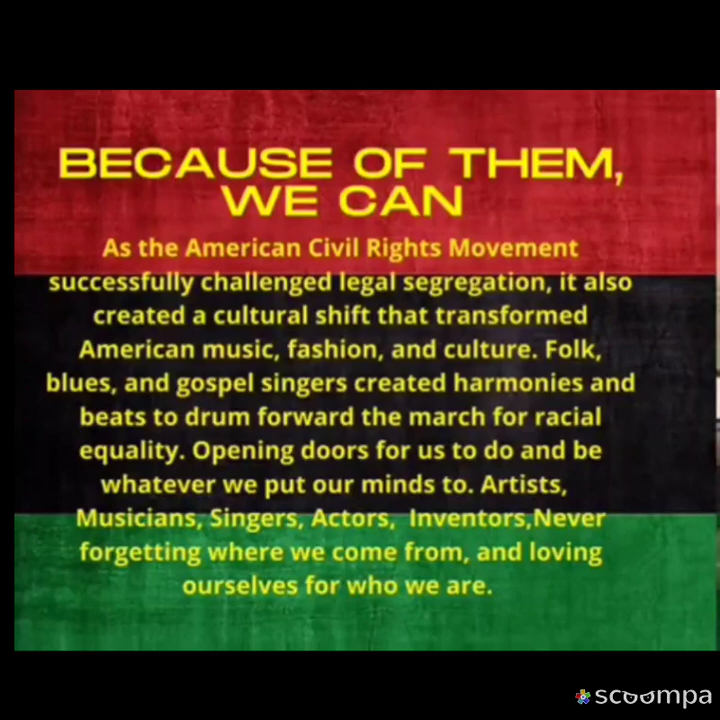 BECAUSE OF THEM,
WE CAN
As the American Civil Rights Movement
successfully challenged legal segregation, it also
created a cultural shift that transformed
American music, fashion, and culture. Folk,
blues, and gospel singers created harmonies and
beats to drum forward the march for racial
equality. Opening doors for us to do and be
whatever we put our minds to. Artists,
Musicians, Singers, Actors,  Inventors,Never
forgetting where we come from, and loving
ourselves for who we are.
scoompa